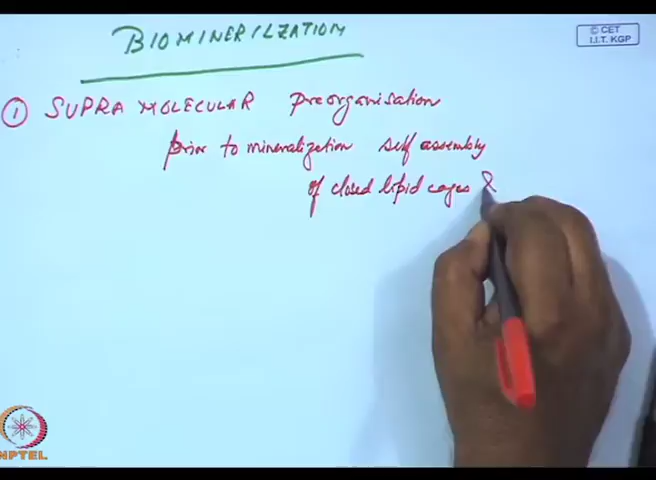 BIOMINERILZATION
© CET
I.I.T. KGP
① SUPRA MOLECULAR preorganisation
prior to mineralization self assembly
of closed lipid cages &
NPTEL